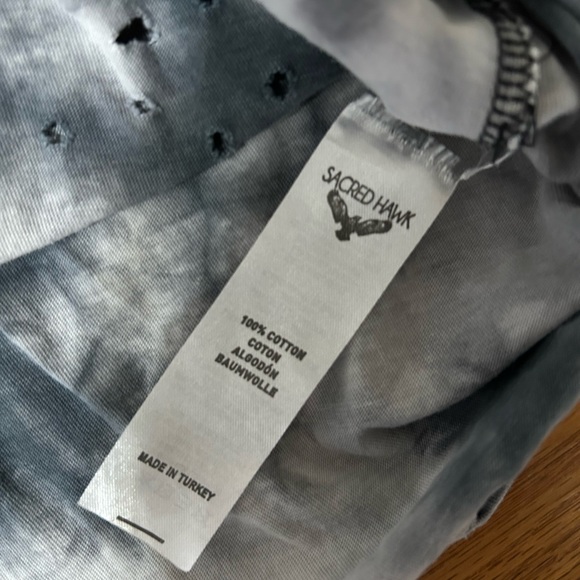 SACRED HAWK
100% COTTON
COTON
ALGODÓN
BAUMWOLLE
MADE IN TURKEY